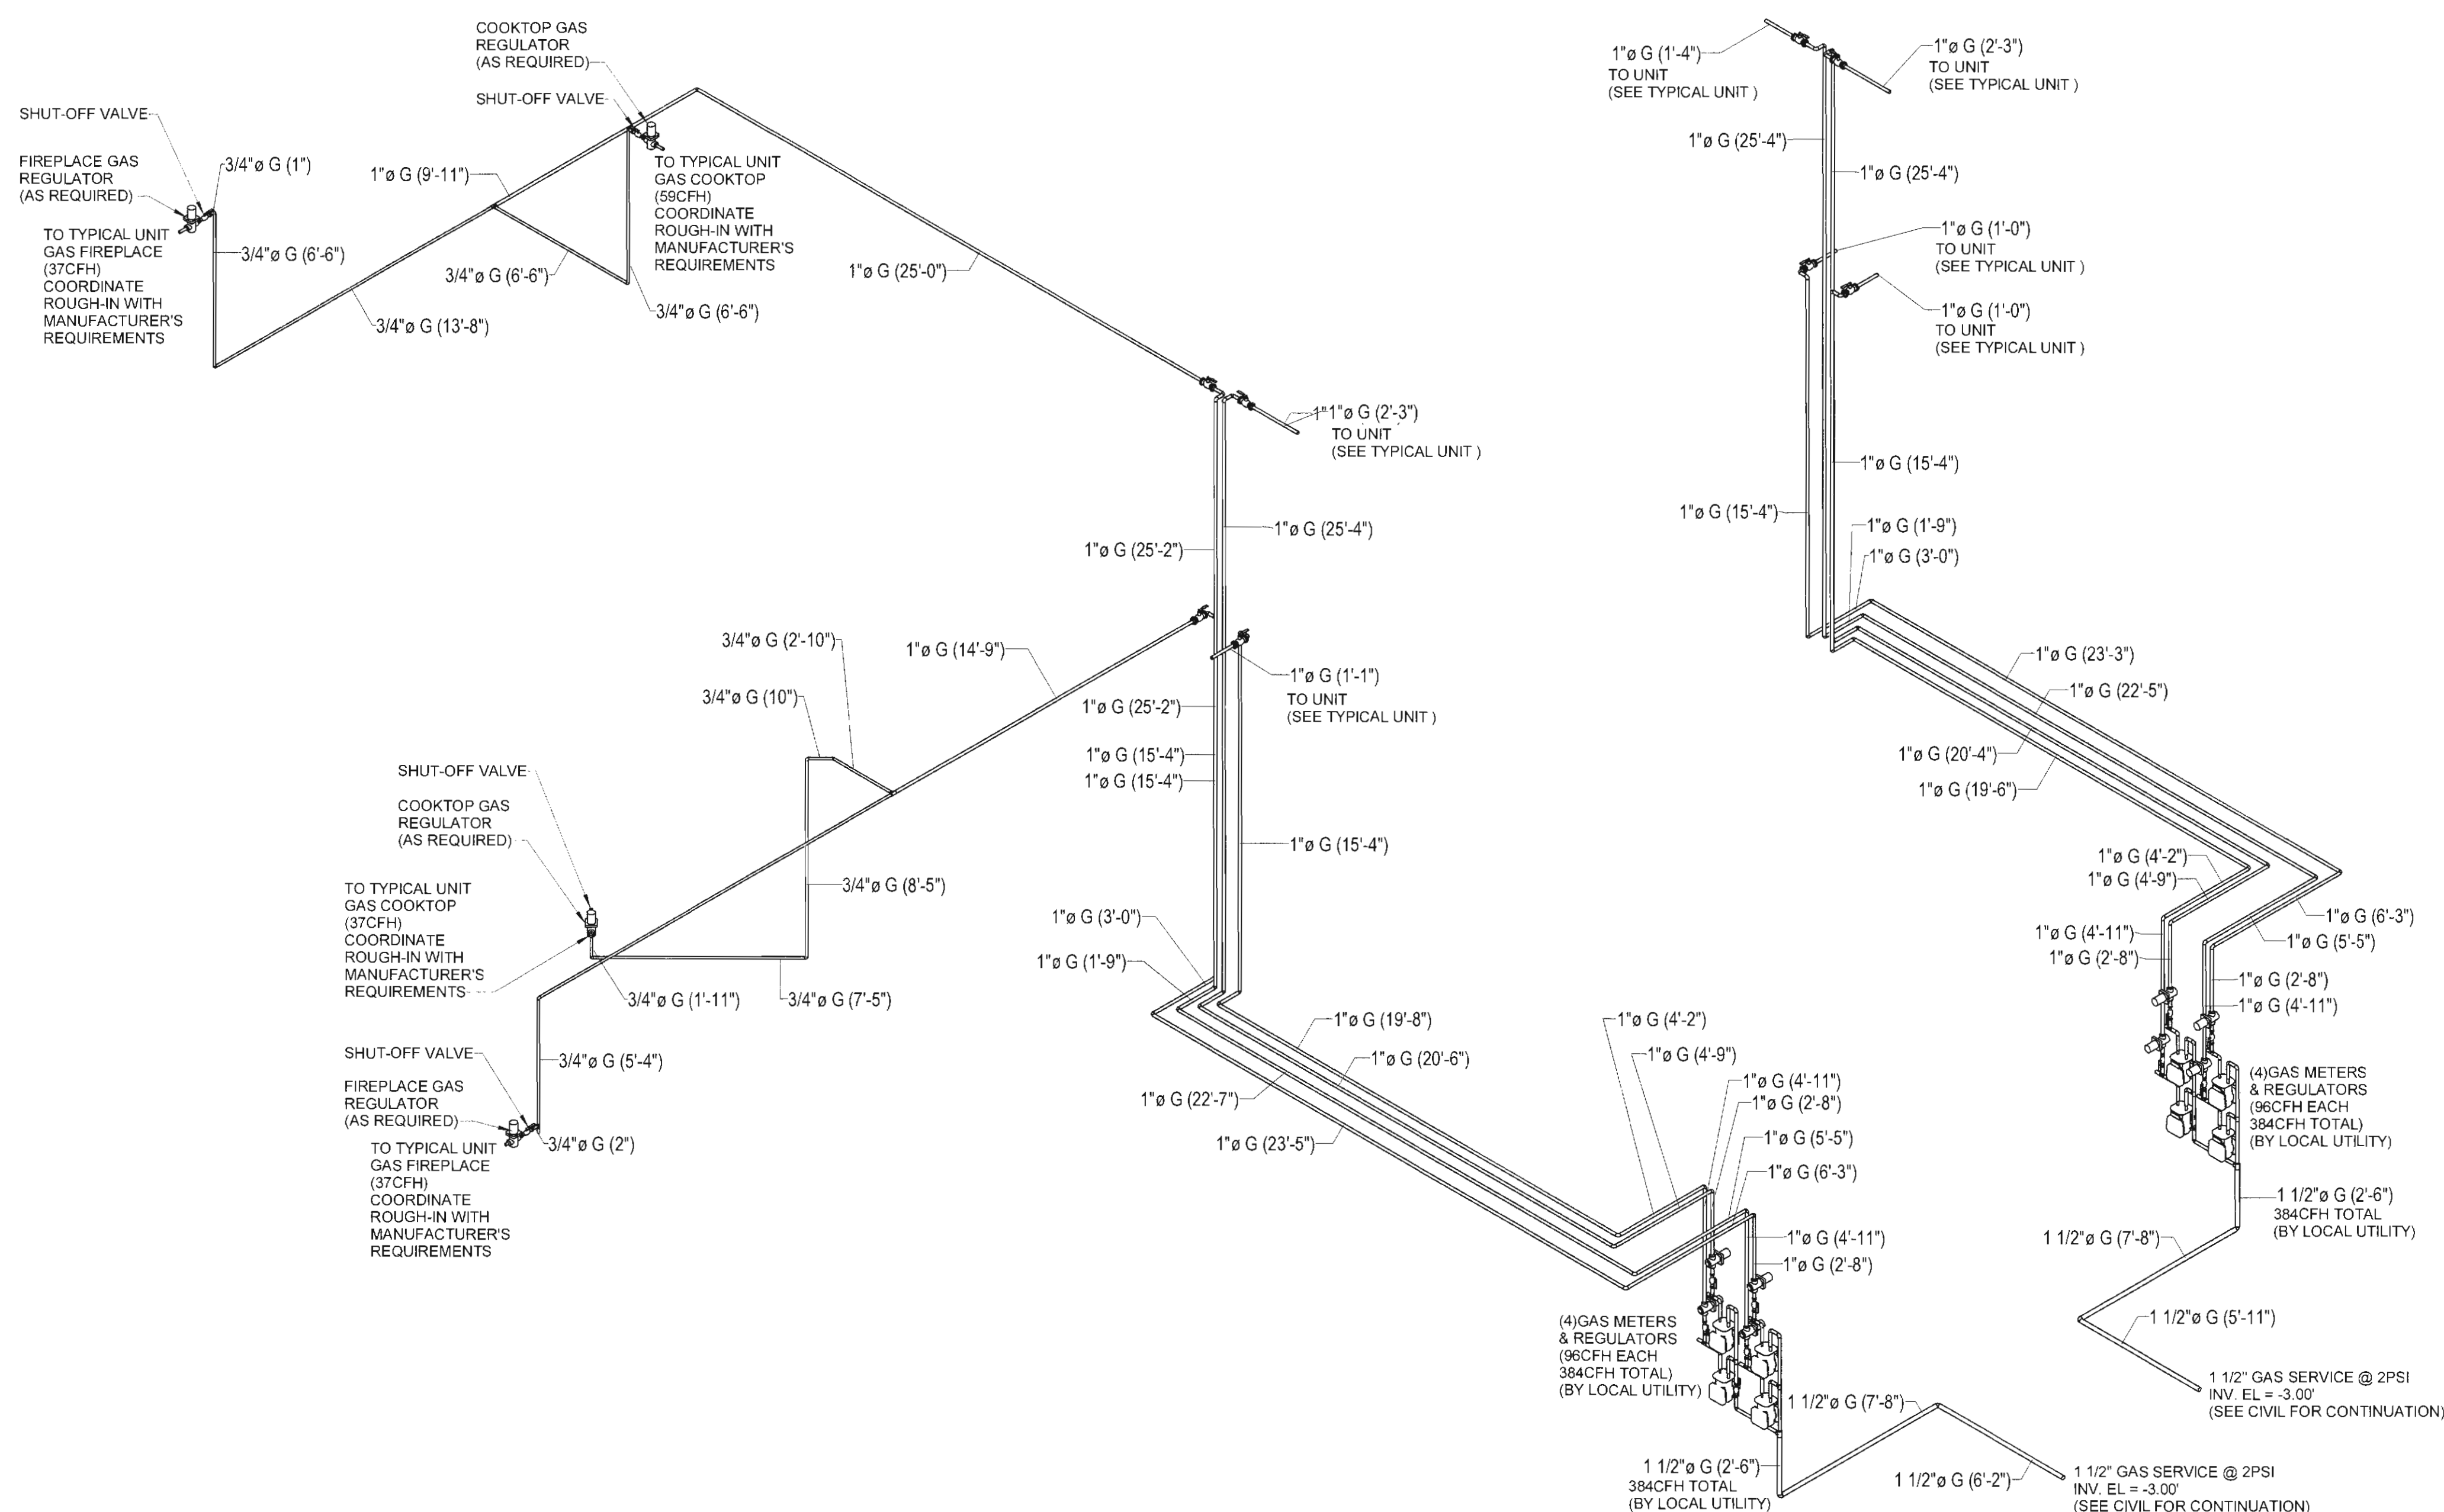 COOKTOP GAS
REGULATOR
(AS REQUIRED)
SHUT-OFF VALVE
SHUT-OFF VALVE
FIREPLACE GAS
REGULATOR
(AS REQUIRED)
3/4"ø G (1")
1"ø G (9'-11")
TO TYPICAL UNIT
GAS COOKTOP
(59CFH)
COORDINATE
ROUGH-IN WITH
MANUFACTURER'S
REQUIREMENTS
TO TYPICAL UNIT
GAS FIREPLACE
(37CFH)
COORDINATE
ROUGH-IN WITH
MANUFACTURER'S
REQUIREMENTS
3/4"ø G (6'-6")
3/4"ø G (6'-6")
3/4"ø G (6'-6")
3/4"ø G (13'-8")
1"ø G (25'-0")
1"1"ø G (2'-3")
TO UNIT
(SEE TYPICAL UNIT )
1"ø G (25'-4")
1"ø G (25'-2")
3/4"ø G (2'-10")
1"ø G (14'-9")
3/4"ø G (10")
1"ø G (1'-1")
TO UNIT
(SEE TYPICAL UNIT )
1"ø G (25'-2")
1"ø G (15'-4")
1"ø G (15'-4")
1"ø G (15'-4")
SHUT-OFF VALVE
COOKTOP GAS
REGULATOR
(AS REQUIRED)
TO TYPICAL UNIT
GAS COOKTOP
(37CFH)
COORDINATE
ROUGH-IN WITH
MANUFACTURER'S
REQUIREMENTS
3/4"ø G (8'-5")
3/4"ø G (1'-11")
3/4"ø G (7'-5")
SHUT-OFF VALVE
3/4"ø G (5'-4")
FIREPLACE GAS
REGULATOR
(AS REQUIRED)
3/4"ø G (2")
TO TYPICAL UNIT
GAS FIREPLACE
(37CFH)
COORDINATE
ROUGH-IN WITH
MANUFACTURER'S
REQUIREMENTS
1"ø G (3'-0")
1"ø G (1'-9")
1"ø G (19'-8")
1"ø G (20'-6")
1"ø G (22'-7")
1"ø G (23'-5")
1"ø G (4'-2")
1"ø G (4'-9")
1"ø G (4'-11")
1"ø G (2'-8")
1"ø G (5'-5")
1"ø G (6'-3")
1"ø G (4'-11")
1"ø G (2'-8")
(4)GAS METERS
& REGULATORS
(96CFH EACH
384CFH TOTAL)
(BY LOCAL UTILITY)
1 1/2"ø G (7'-8")
1 1/2"ø G (2'-6")
384CFH TOTAL
(BY LOCAL UTILITY)
1 1/2"ø G (6'-2")
1 1/2" GAS SERVICE @ 2PSI
INV. EL = -3.00'
(SEE CIVIL FOR CONTINUATION)
1"ø G (1'-4")
TO UNIT
(SEE TYPICAL UNIT )
1"ø G (2'-3")
TO UNIT
(SEE TYPICAL UNIT )
1"ø G (25'-4")
1"ø G (25'-4")
1"ø G (1'-0")
TO UNIT
(SEE TYPICAL UNIT )
1"ø G (1'-0")
TO UNIT
(SEE TYPICAL UNIT )
1"ø G (15'-4")
1"ø G (15'-4")
1"ø G (1'-9")
1"ø G (3'-0")
1"ø G (23'-3")
1"ø G (22'-5")
1"ø G (20'-4")
1"ø G (19'-6")
1"ø G (4'-2")
1"ø G (4'-9")
1"ø G (6'-3")
1"ø G (5'-5")
1"ø G (4'-11")
1"ø G (2'-8")
1"ø G (2'-8")
1"ø G (4'-11")
(4)GAS METERS
& REGULATORS
(96CFH EACH
384CFH TOTAL)
(BY LOCAL UTILITY)
1 1/2"ø G (2'-6")
384CFH TOTAL
(BY LOCAL UTILITY)
1 1/2"ø G (7'-8")
1 1/2"ø G (5'-11")
1 1/2" GAS SERVICE @ 2PSI
INV. EL = -3.00'
(SEE CIVIL FOR CONTINUATION)